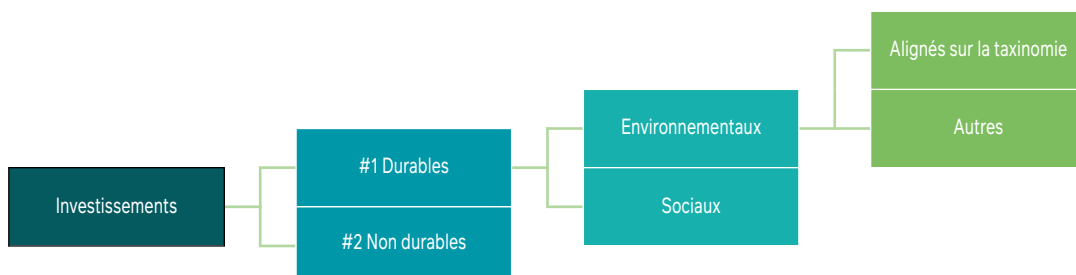 Investissements
#1 Durables
#2 Non durables
Environnementaux
Sociaux
Alignés sur la taxinomie
Autres